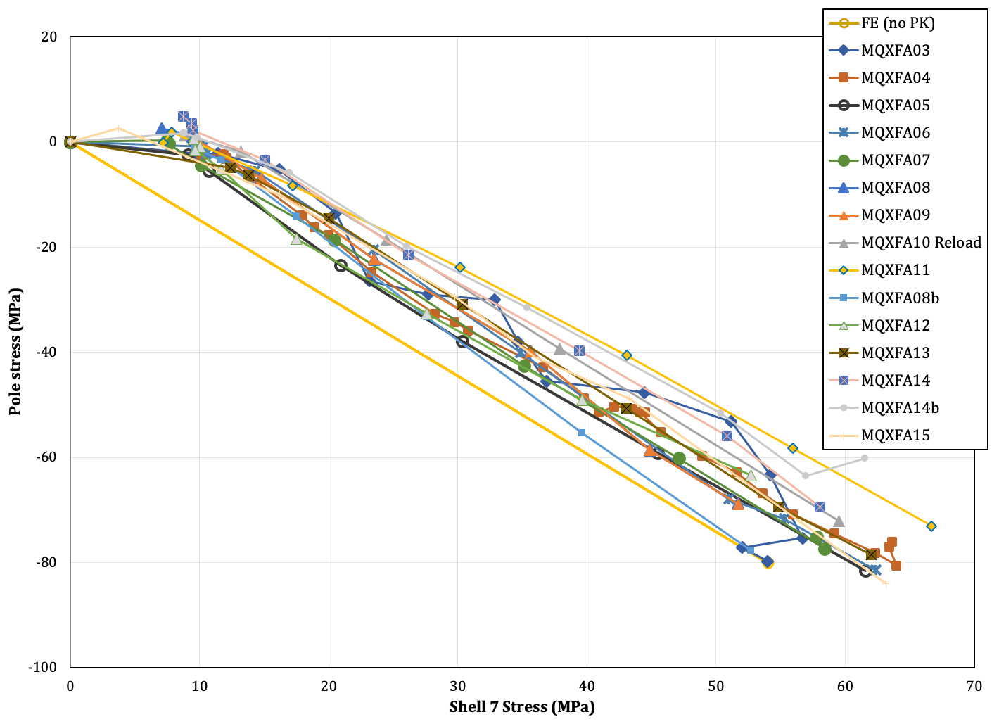 20
0
-20
-40
-60
-80
-100
0 10 20 30 40 50 60 70
Pole stress (MPa)
Shell 7 Stress (MPa)
FE (no PK)
MQXFA03
MQXFA04
MQXFA05
MQXFA06
MQXFA07
MQXFA08
MQXFA09
MQXFA10 Reload
MQXFA11
MQXFA08b
MQXFA12
MQXFA13
MQXFA14
MQXFA14b
MQXFA15